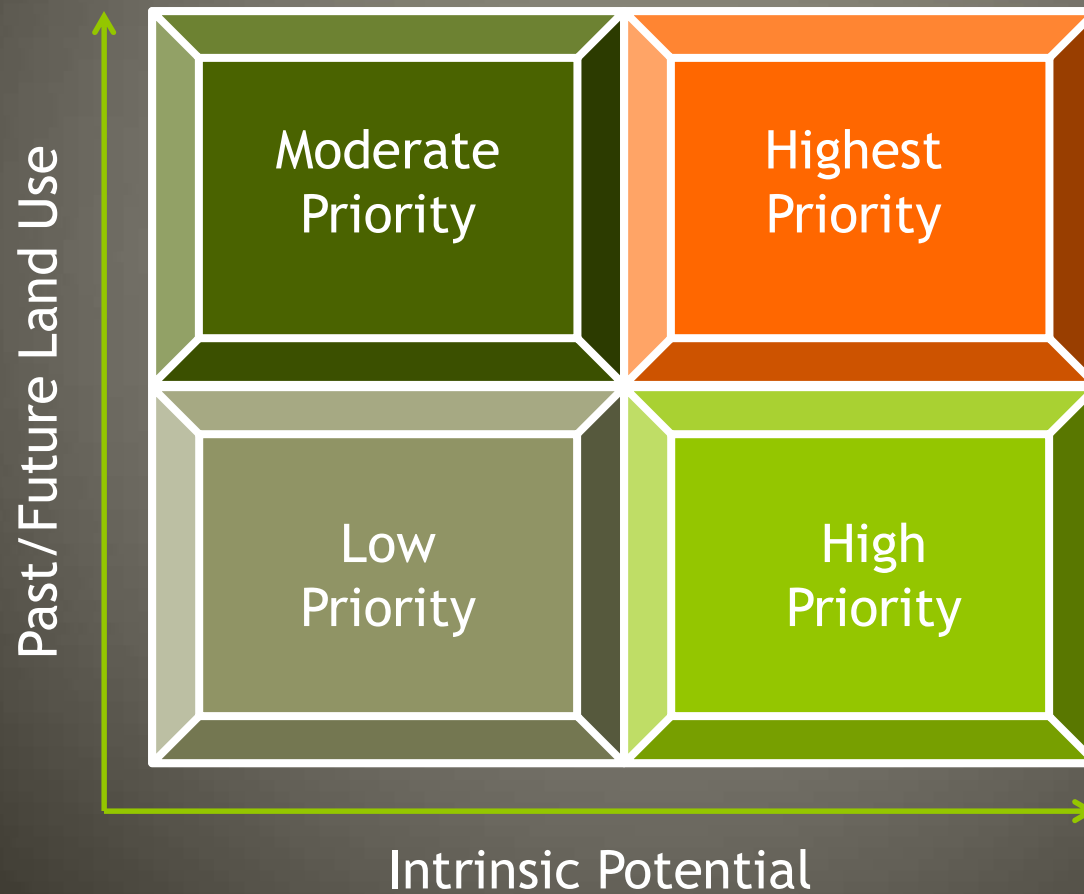 Past/Future Land Use
Moderate
Priority
Highest
Priority
Low
Priority
High
Priority
Intrinsic Potential